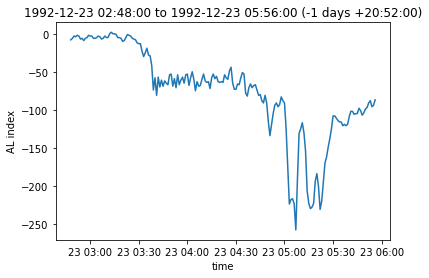 1992-12-23 02:48:00 to 1992-12-23 05:56:00 (-1 days +20:52:00)
0
−50
−100
−150
−200
−250
AL index
23 03:00 23 03:30 23 04:00 23 04:30 23 05:00 23 05:30 23 06:00
time